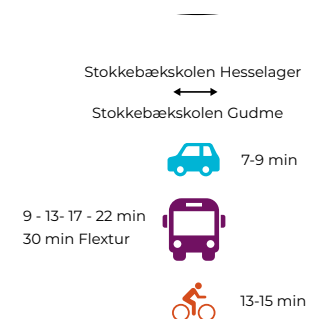 Stokkebækskolen Hesselager
Stokkebækskolen Gudme
7-9 min
9 - 13- 17 - 22 min
30 min Flextur
13-15 min